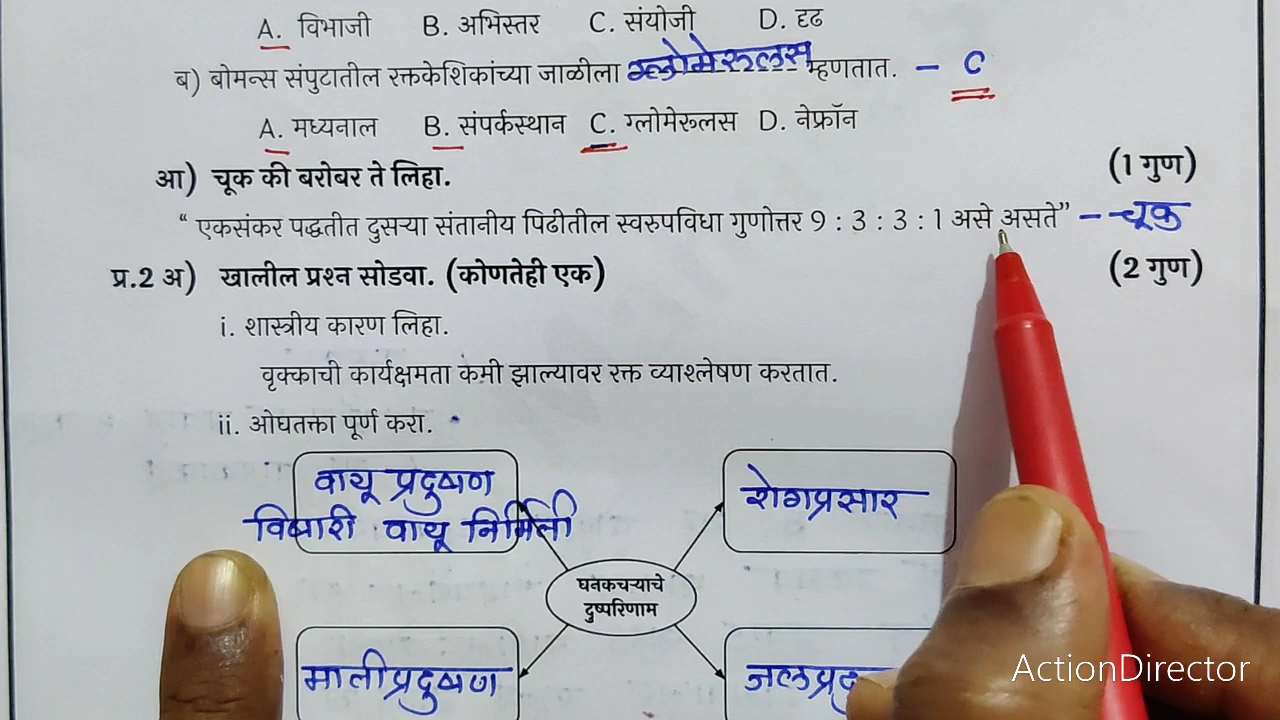 A. विभाजी B. अभिस्तर C. संयोजी D. दृढ
ब) बोमन्स संपुटातील रक्तकेशिकांच्या जाळीला ग्लोमेरूलस म्हणतात. – C
A. मध्यनाल B. संपर्कस्थान C. ग्लोमेरूलस D. नेफ्रॉन
आ) चूक की बरोबर ते लिहा. (1 गुण)
“ एकसंकर पद्धतीत दुसऱ्या संतानीय पिढीतील स्वरुपविधा गुणोत्तर 9 : 3 : 3 : 1 असे असते” – चूक
प्र.2 अ) खालील प्रश्न सोडवा. (कोणतेही एक) (2 गुण)
i. शास्त्रीय कारण लिहा.
वृक्काची कार्यक्षमता कमी झाल्यावर रक्त व्याश्लेषण करतात.
ii. ओघतक्ता पूर्ण करा.
वायू प्रदुषण
विषारी वायू निर्मिती
रोगप्रसार
घनकचऱ्याचे
दुष्परिणाम
मातीप्रदुषण
ActionDirector